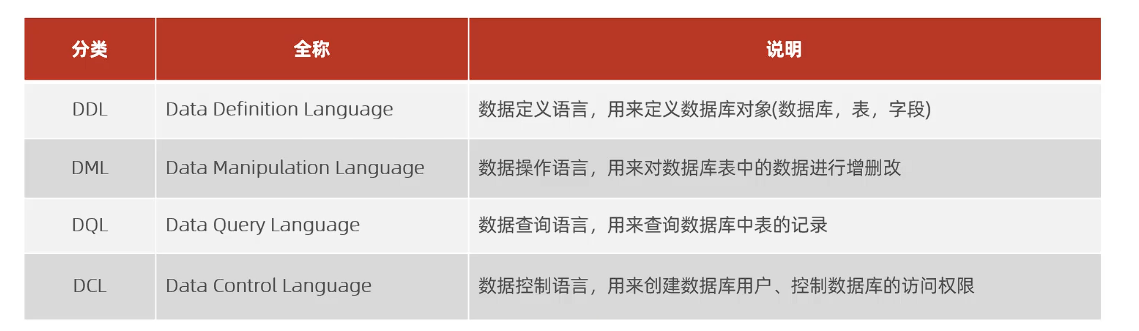 分类 全称 说明
DDL Data Definition Language 数据定义语言，用来定义数据库对象(数据库，表，字段)
DML Data Manipulation Language 数据操作语言，用来对数据库表中的数据进行增删改
DQL Data Query Language 数据查询语言，用来查询数据库中表的记录
DCL Data Control Language 数据控制语言，用来创建数据库用户、控制数据库的访问权限